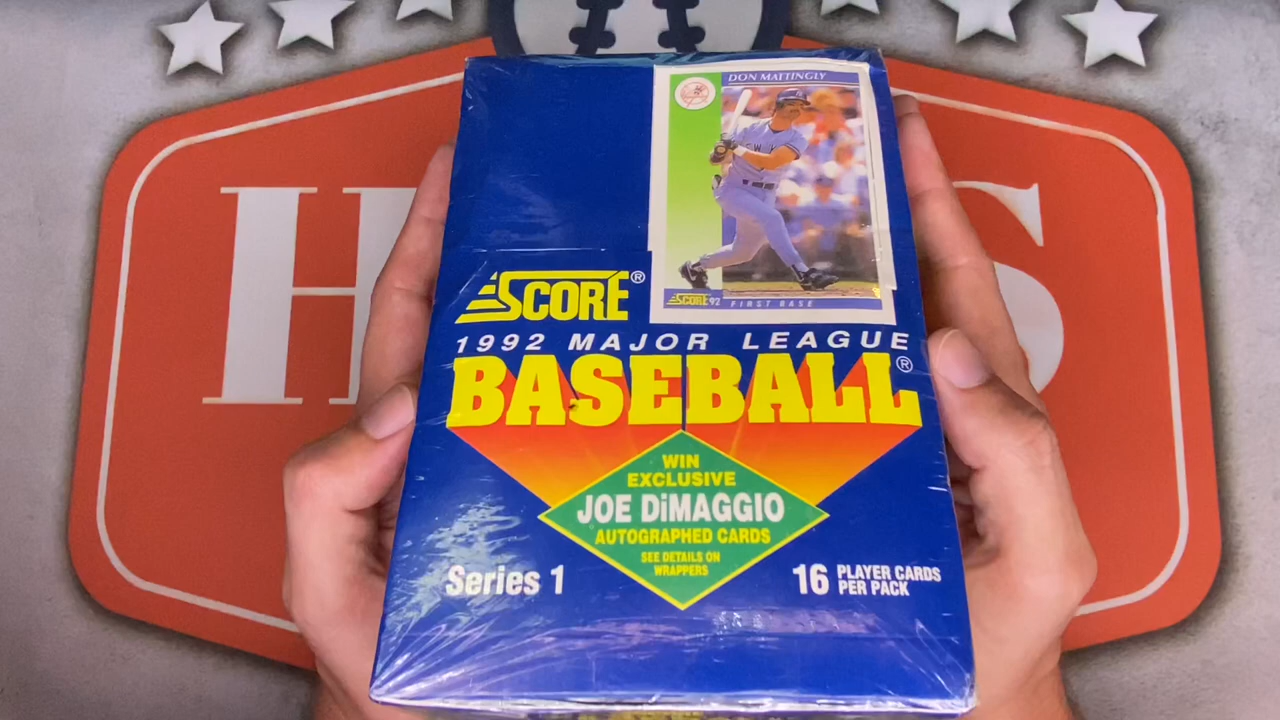 DON MATTINGLY
SCORE 92 FIRST BASE
SCORE®
1992 MAJOR LEAGUE
BASEBALL®
WIN
EXCLUSIVE
JOE DiMAGGIO
AUTOGRAPHED CARDS
SEE DETAILS ON
WRAPPERS
Series 1
16 PLAYER CARDS
PER PACK
H S